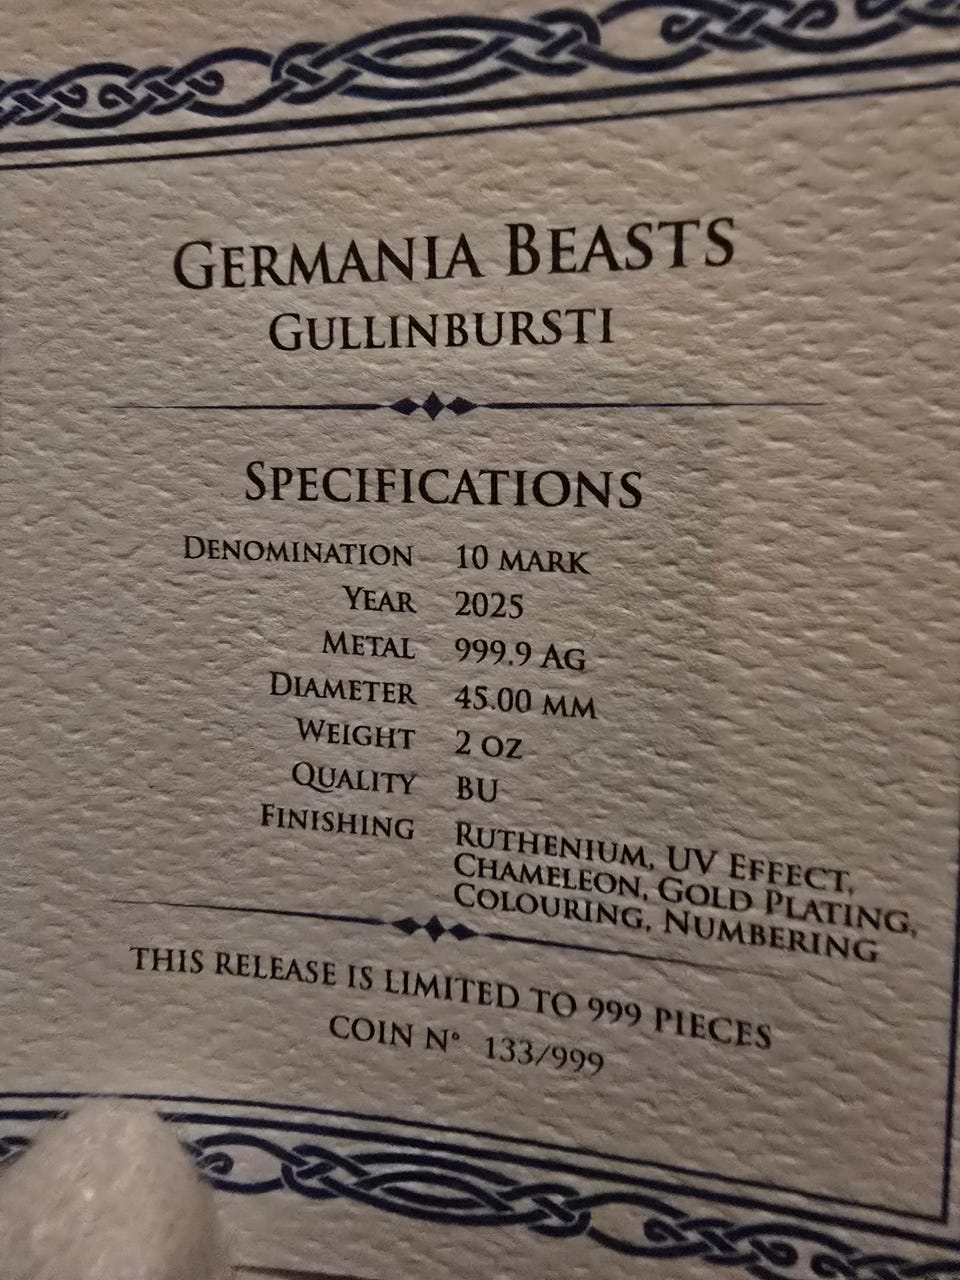 GERMANIA BEASTS
GULLINBURSTI
SPECIFICATIONS
DENOMINATION 10 MARK
YEAR 2025
METAL 999.9 AG
DIAMETER 45.00 MM
WEIGHT 2 OZ
QUALITY BU
FINISHING RUTHENIUM, UV EFFECT,
CHAMELEON, GOLD PLATING,
COLOURING, NUMBERING
THIS RELEASE IS LIMITED TO 999 PIECES
COIN N° 133/999